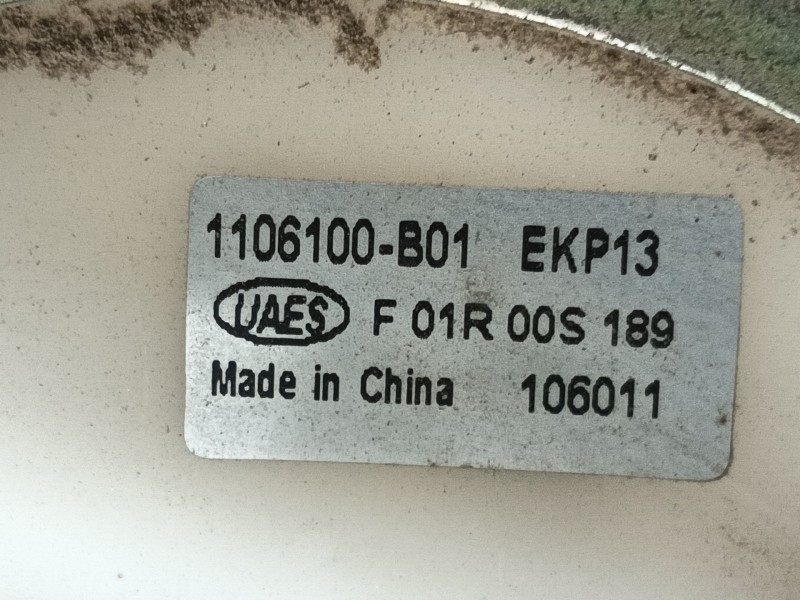 1106100-B01 EKP13
UAES F 01R 00S 189
Made in China 106011